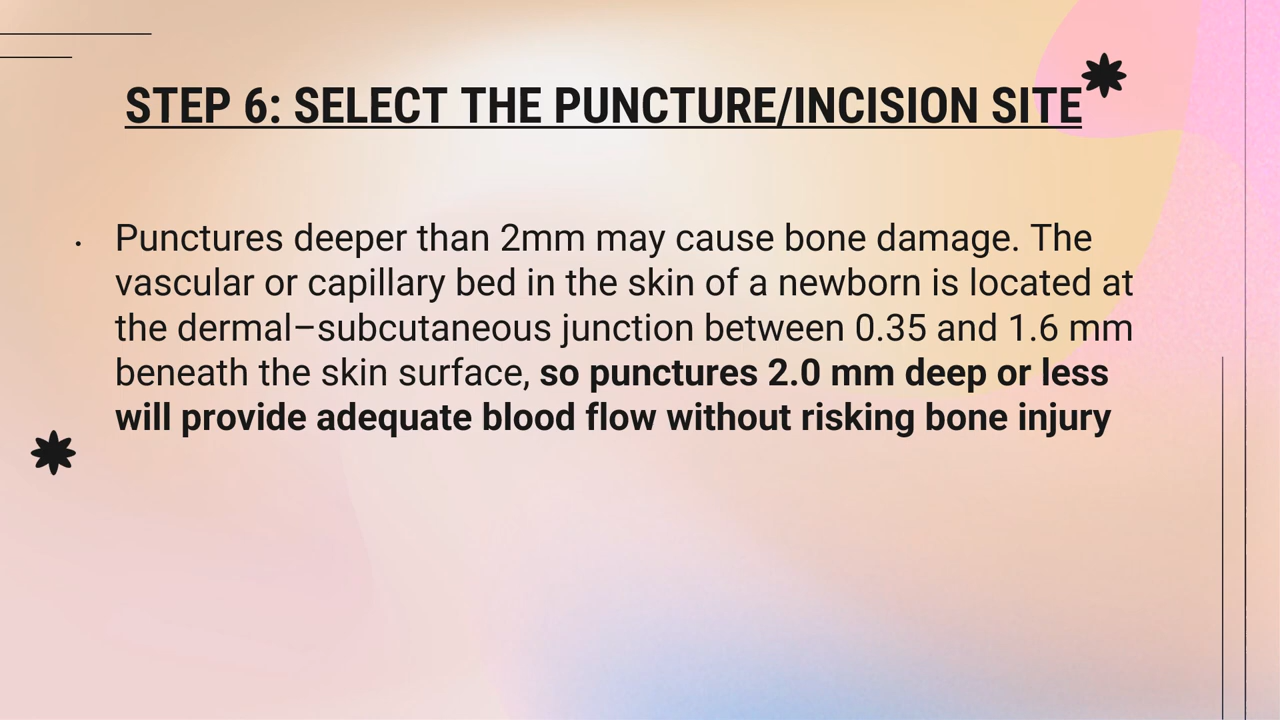 STEP 6: SELECT THE PUNCTURE/INCISION SITE
• Punctures deeper than 2mm may cause bone damage. The
vascular or capillary bed in the skin of a newborn is located at
the dermal–subcutaneous junction between 0.35 and 1.6 mm
beneath the skin surface, so punctures 2.0 mm deep or less
will provide adequate blood flow without risking bone injury